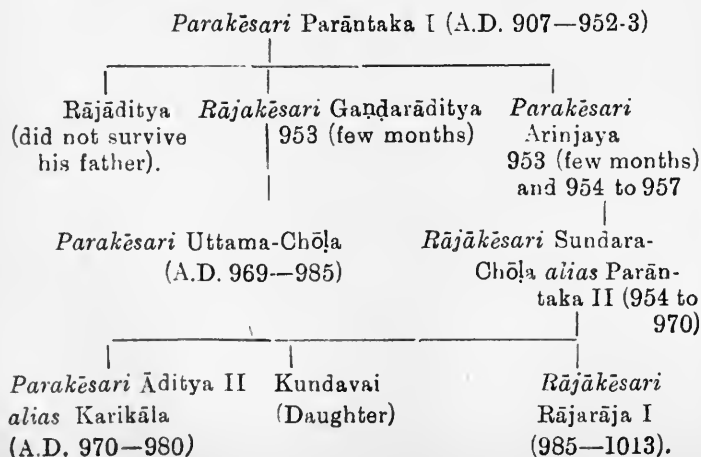 Parakēsari Parāntaka I (A.D. 907—952-3)
Rājāditya
(did not survive
his father).
Rājakēsari Gaṇḍarāditya
953 (few months)
Parakēsari
Arinjaya
953 (few months)
and 954 to 957
Parakēsari Uttama-Chōḷa
(A.D. 969—985)
Rājākēsari Sundara-
Chōḷa alias Parān-
taka II (954 to
970)
Parakēsari Āditya II
alias Karikāla
(A.D. 970—980)
Kundavai
(Daughter)
Rājākēsari
Rājarāja I
(985—1013).